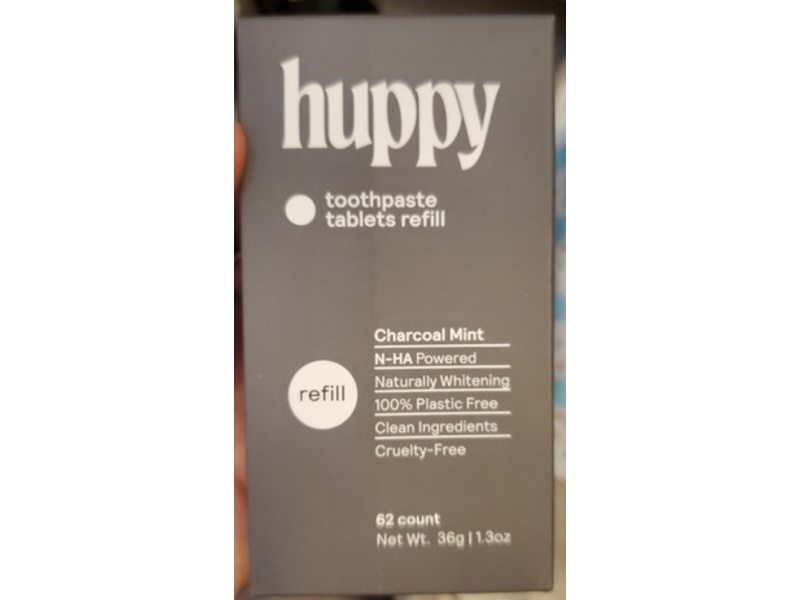 huppy
toothpaste
tablets refill
Charcoal Mint
N-HA Powered
Naturally Whitening
refill
100% Plastic Free
Clean Ingredients
Cruelty-Free
62 count
Net Wt. 36g | 1.3oz